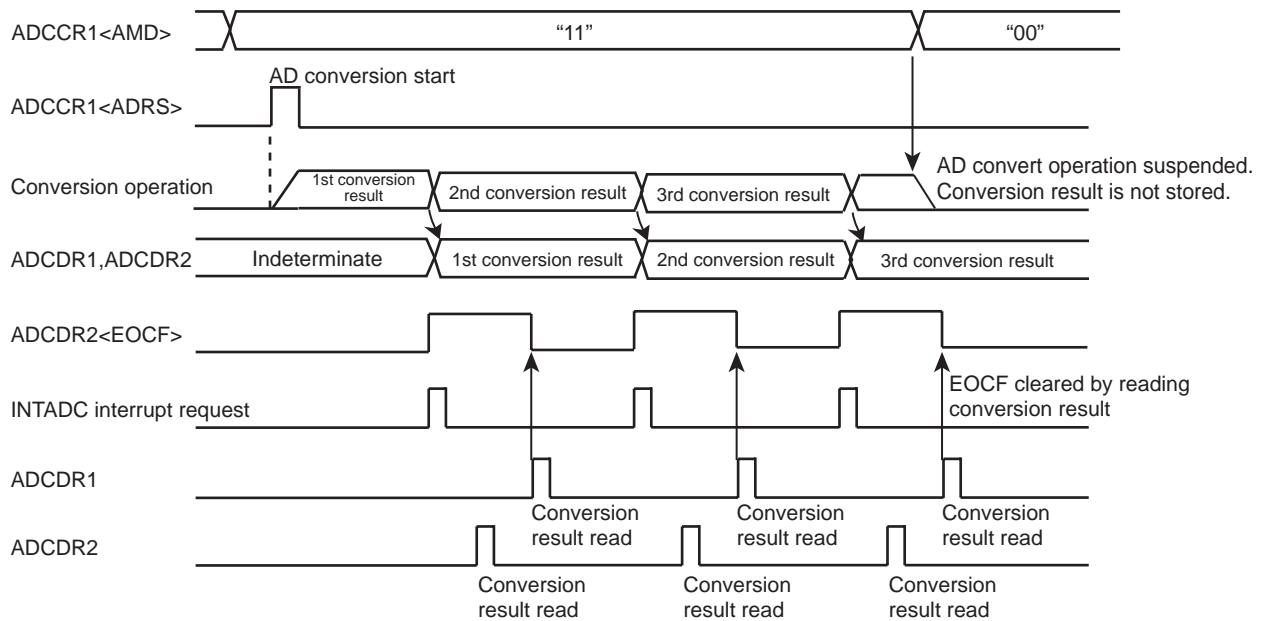 ADCCR1<AMD>
“11”
“00”
AD conversion start
ADCCR1<ADRS>
Conversion operation
1st conversion
result
2nd conversion result
3rd conversion result
AD convert operation suspended.
Conversion result is not stored.
ADCDR1,ADCDR2
Indeterminate
1st conversion result
2nd conversion result
3rd conversion result
ADCDR2<EOCF>
EOCF cleared by reading
conversion result
INTADC interrupt request
ADCDR1
Conversion
result read
Conversion
result read
Conversion
result read
ADCDR2
Conversion
result read
Conversion
result read
Conversion
result read